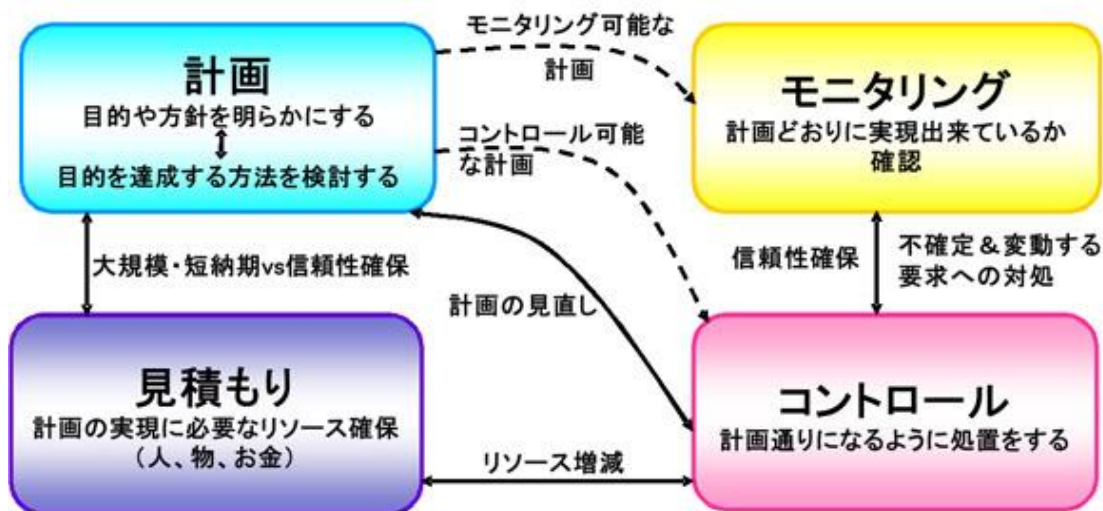 計画
目的や方針を明らかにする
目的を達成する方法を検討する
モニタリング可能な
計画
コントロール可能
な計画
モニタリング
計画どおりに実現出来ているか
確認
大規模・短納期vs信頼性確保
計画の見直し
信頼性確保
不確定＆変動する
要求への対処
見積もり
計画の実現に必要なリソース確保
（人、物、お金）
リソース増減
コントロール
計画通りになるように処置をする